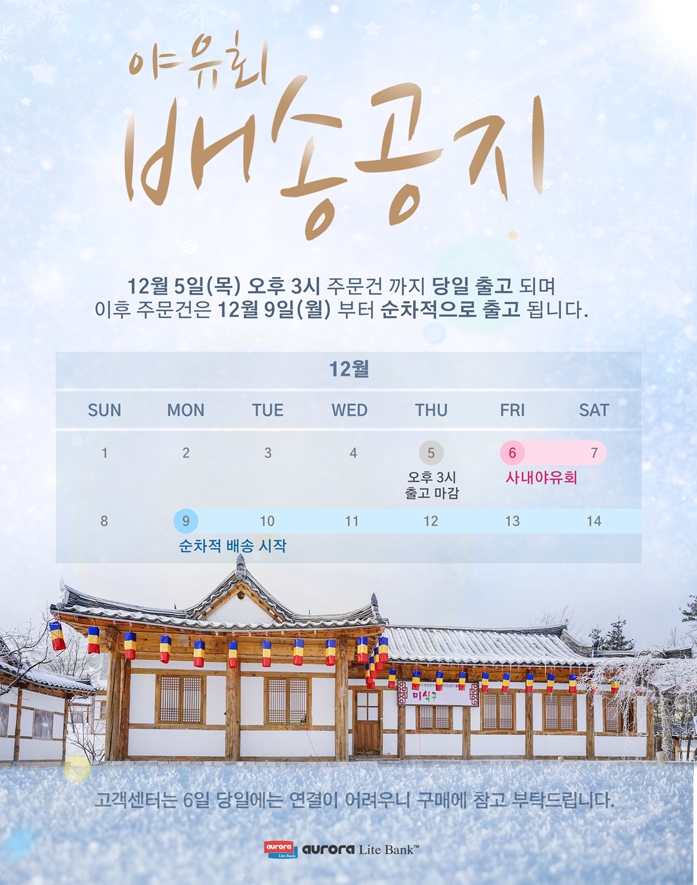 야유회
배송공지
12월 5일(목) 오후 3시 주문건 까지 당일 출고 되며
이후 주문건은 12월 9일(월) 부터 순차적으로 출고 됩니다.
12월
SUN MON TUE WED THU FRI SAT
1 2 3 4 5 6 7
오후 3시 사내야유회
출고 마감
8 9 10 11 12 13 14
순차적 배송 시작
미식구
고객센터는 6일 당일에는 연결이 어려우니 구매에 참고 부탁드립니다.
aurora Lite Bank aurora Lite Bank™